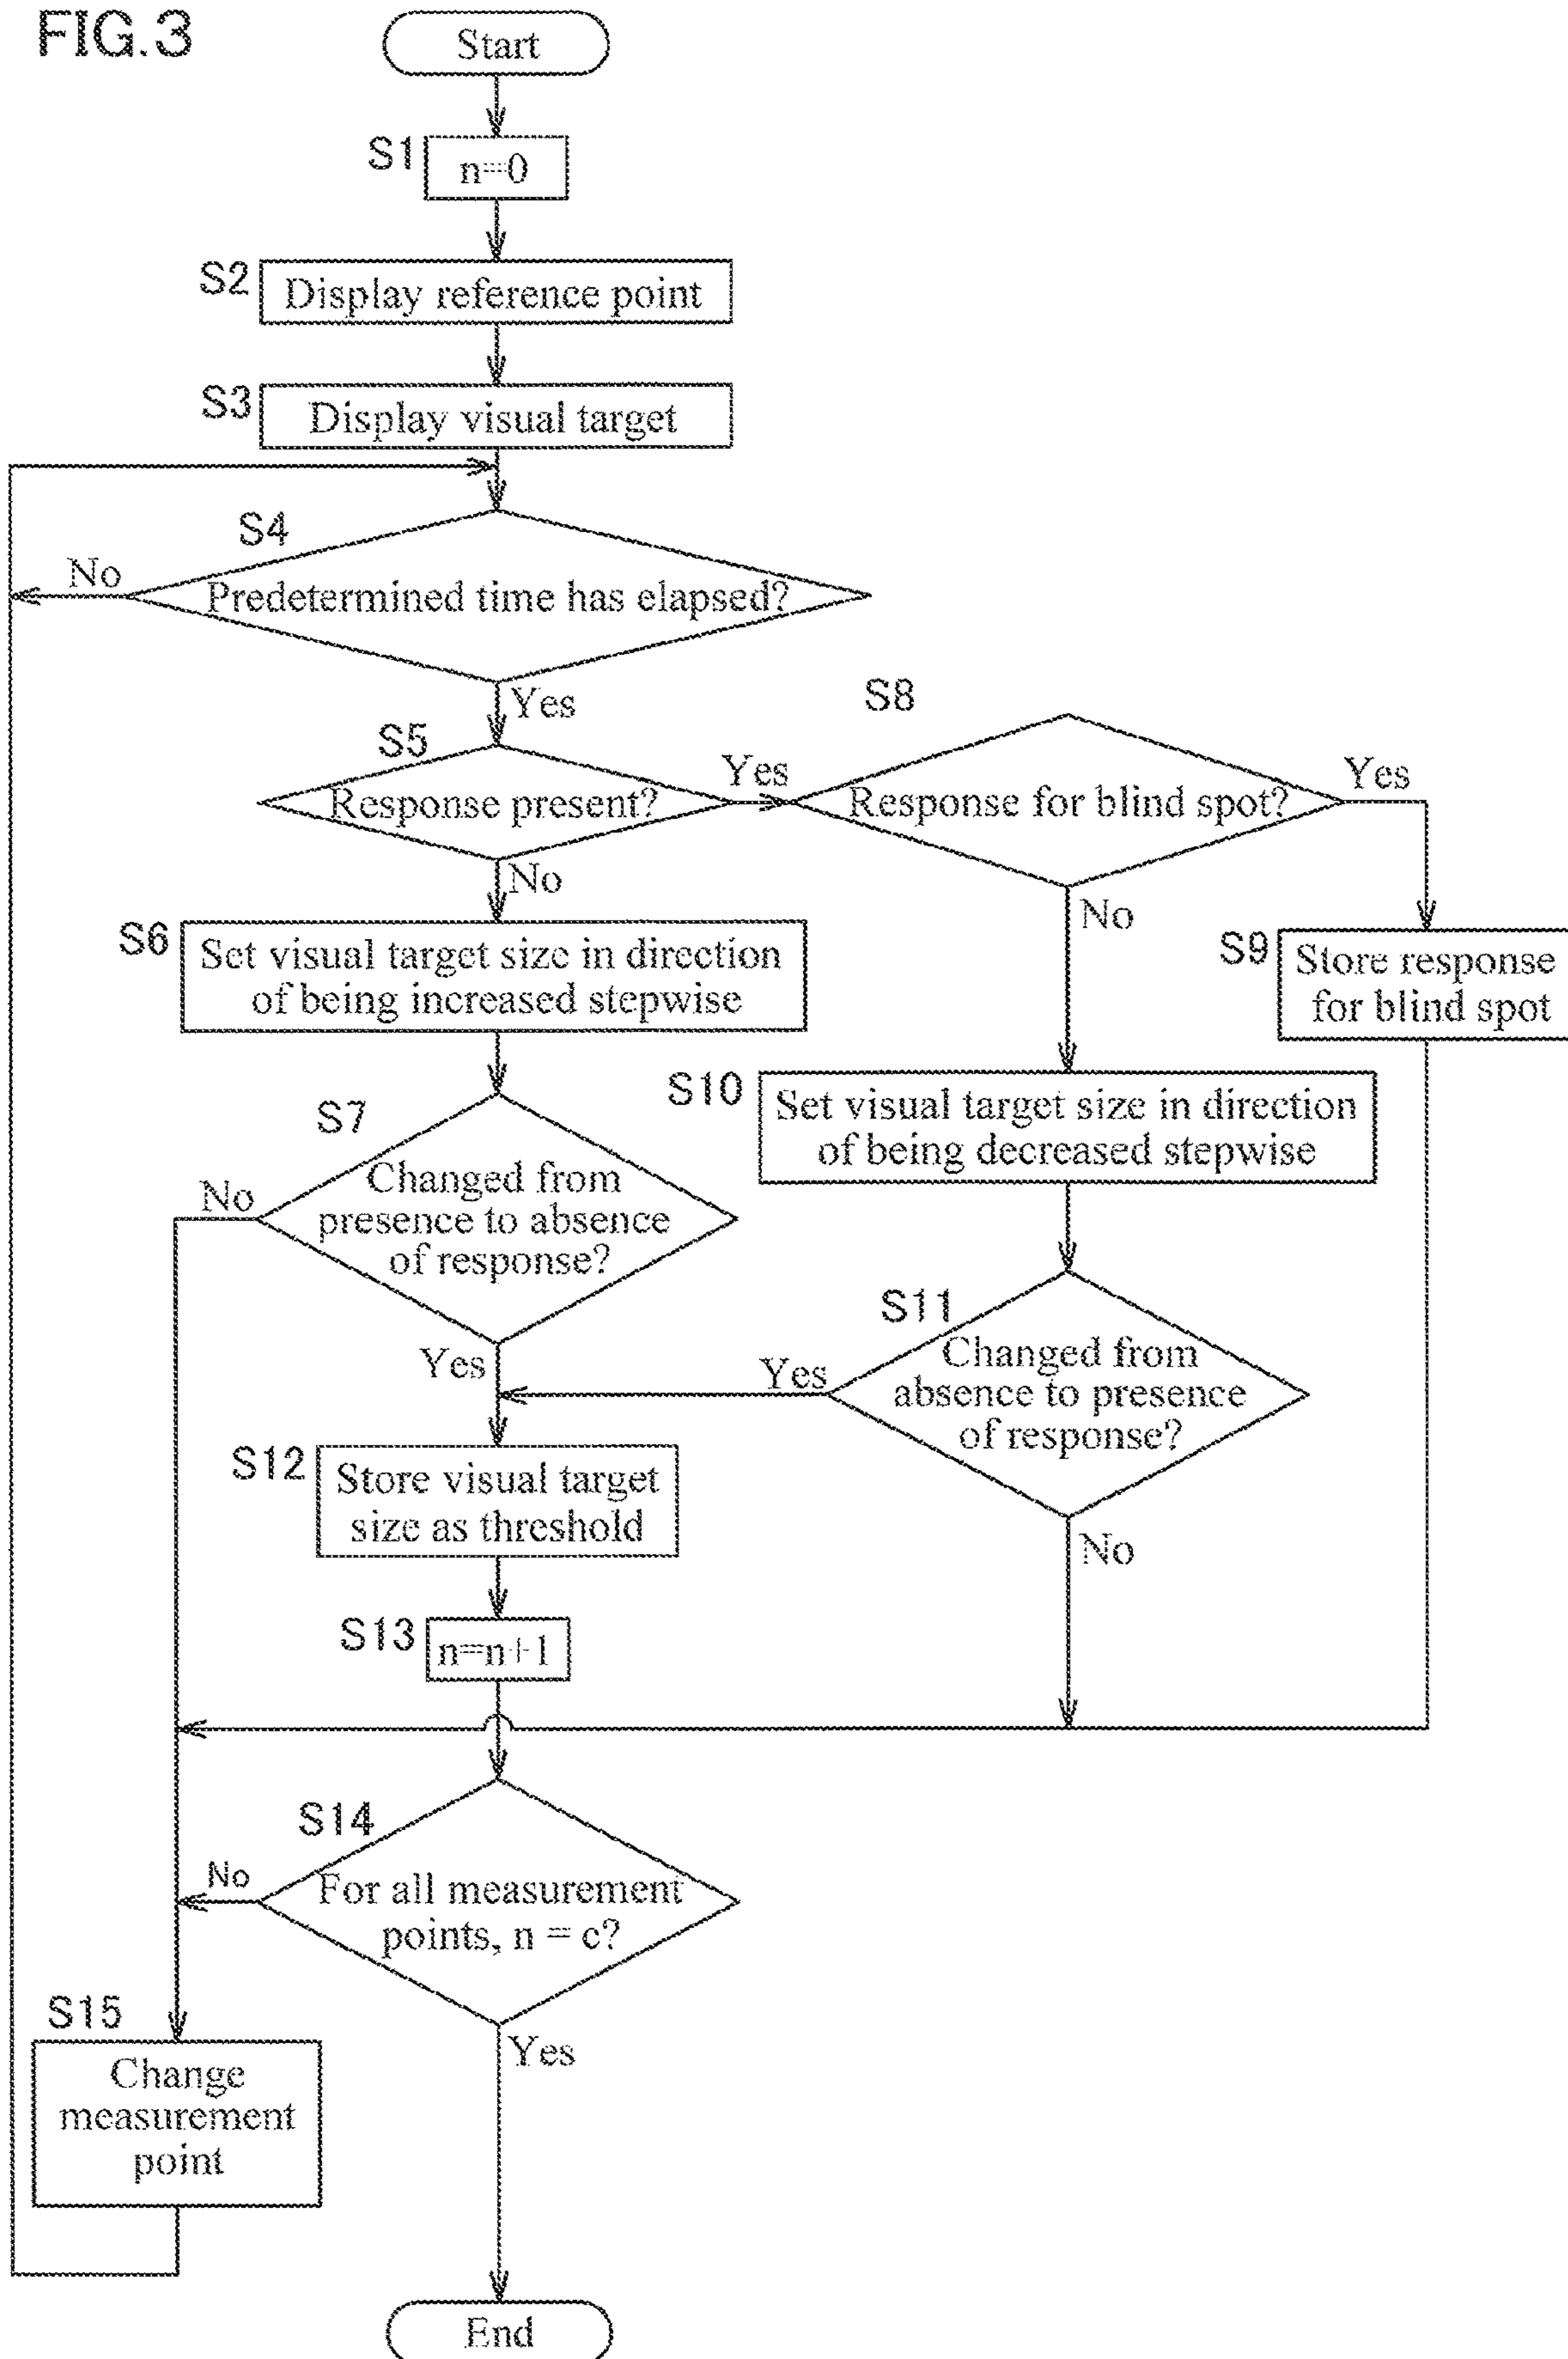 FIG.3
Start
S1
n=0
S2
Display reference point
S3
Display visual target
S4
No
Predetermined time has elapsed?
Yes
S5
Response present?
Yes
No
S8
Response for blind spot?
Yes
No
S6
Set visual target size in direction
of being increased stepwise
S9
Store response
for blind spot
S10
Set visual target size in direction
of being decreased stepwise
S7
Changed from
presence to absence
of response?
No
Yes
S11
Changed from
absence to presence
of response?
Yes
No
S12
Store visual target
size as threshold
S13
n=n+1
S14
For all measurement
points, n = c?
No
Yes
S15
Change
measurement
point
End